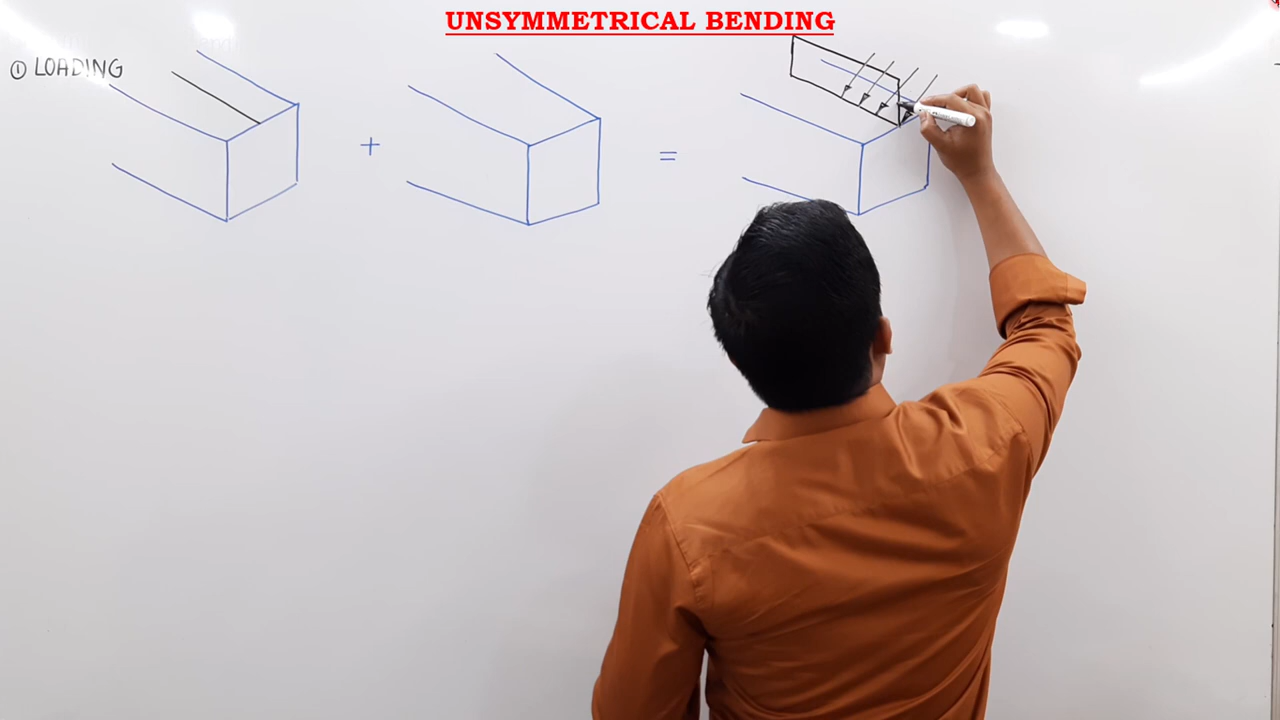 UNSYMMETRICAL BENDING
① LOADING
+ =